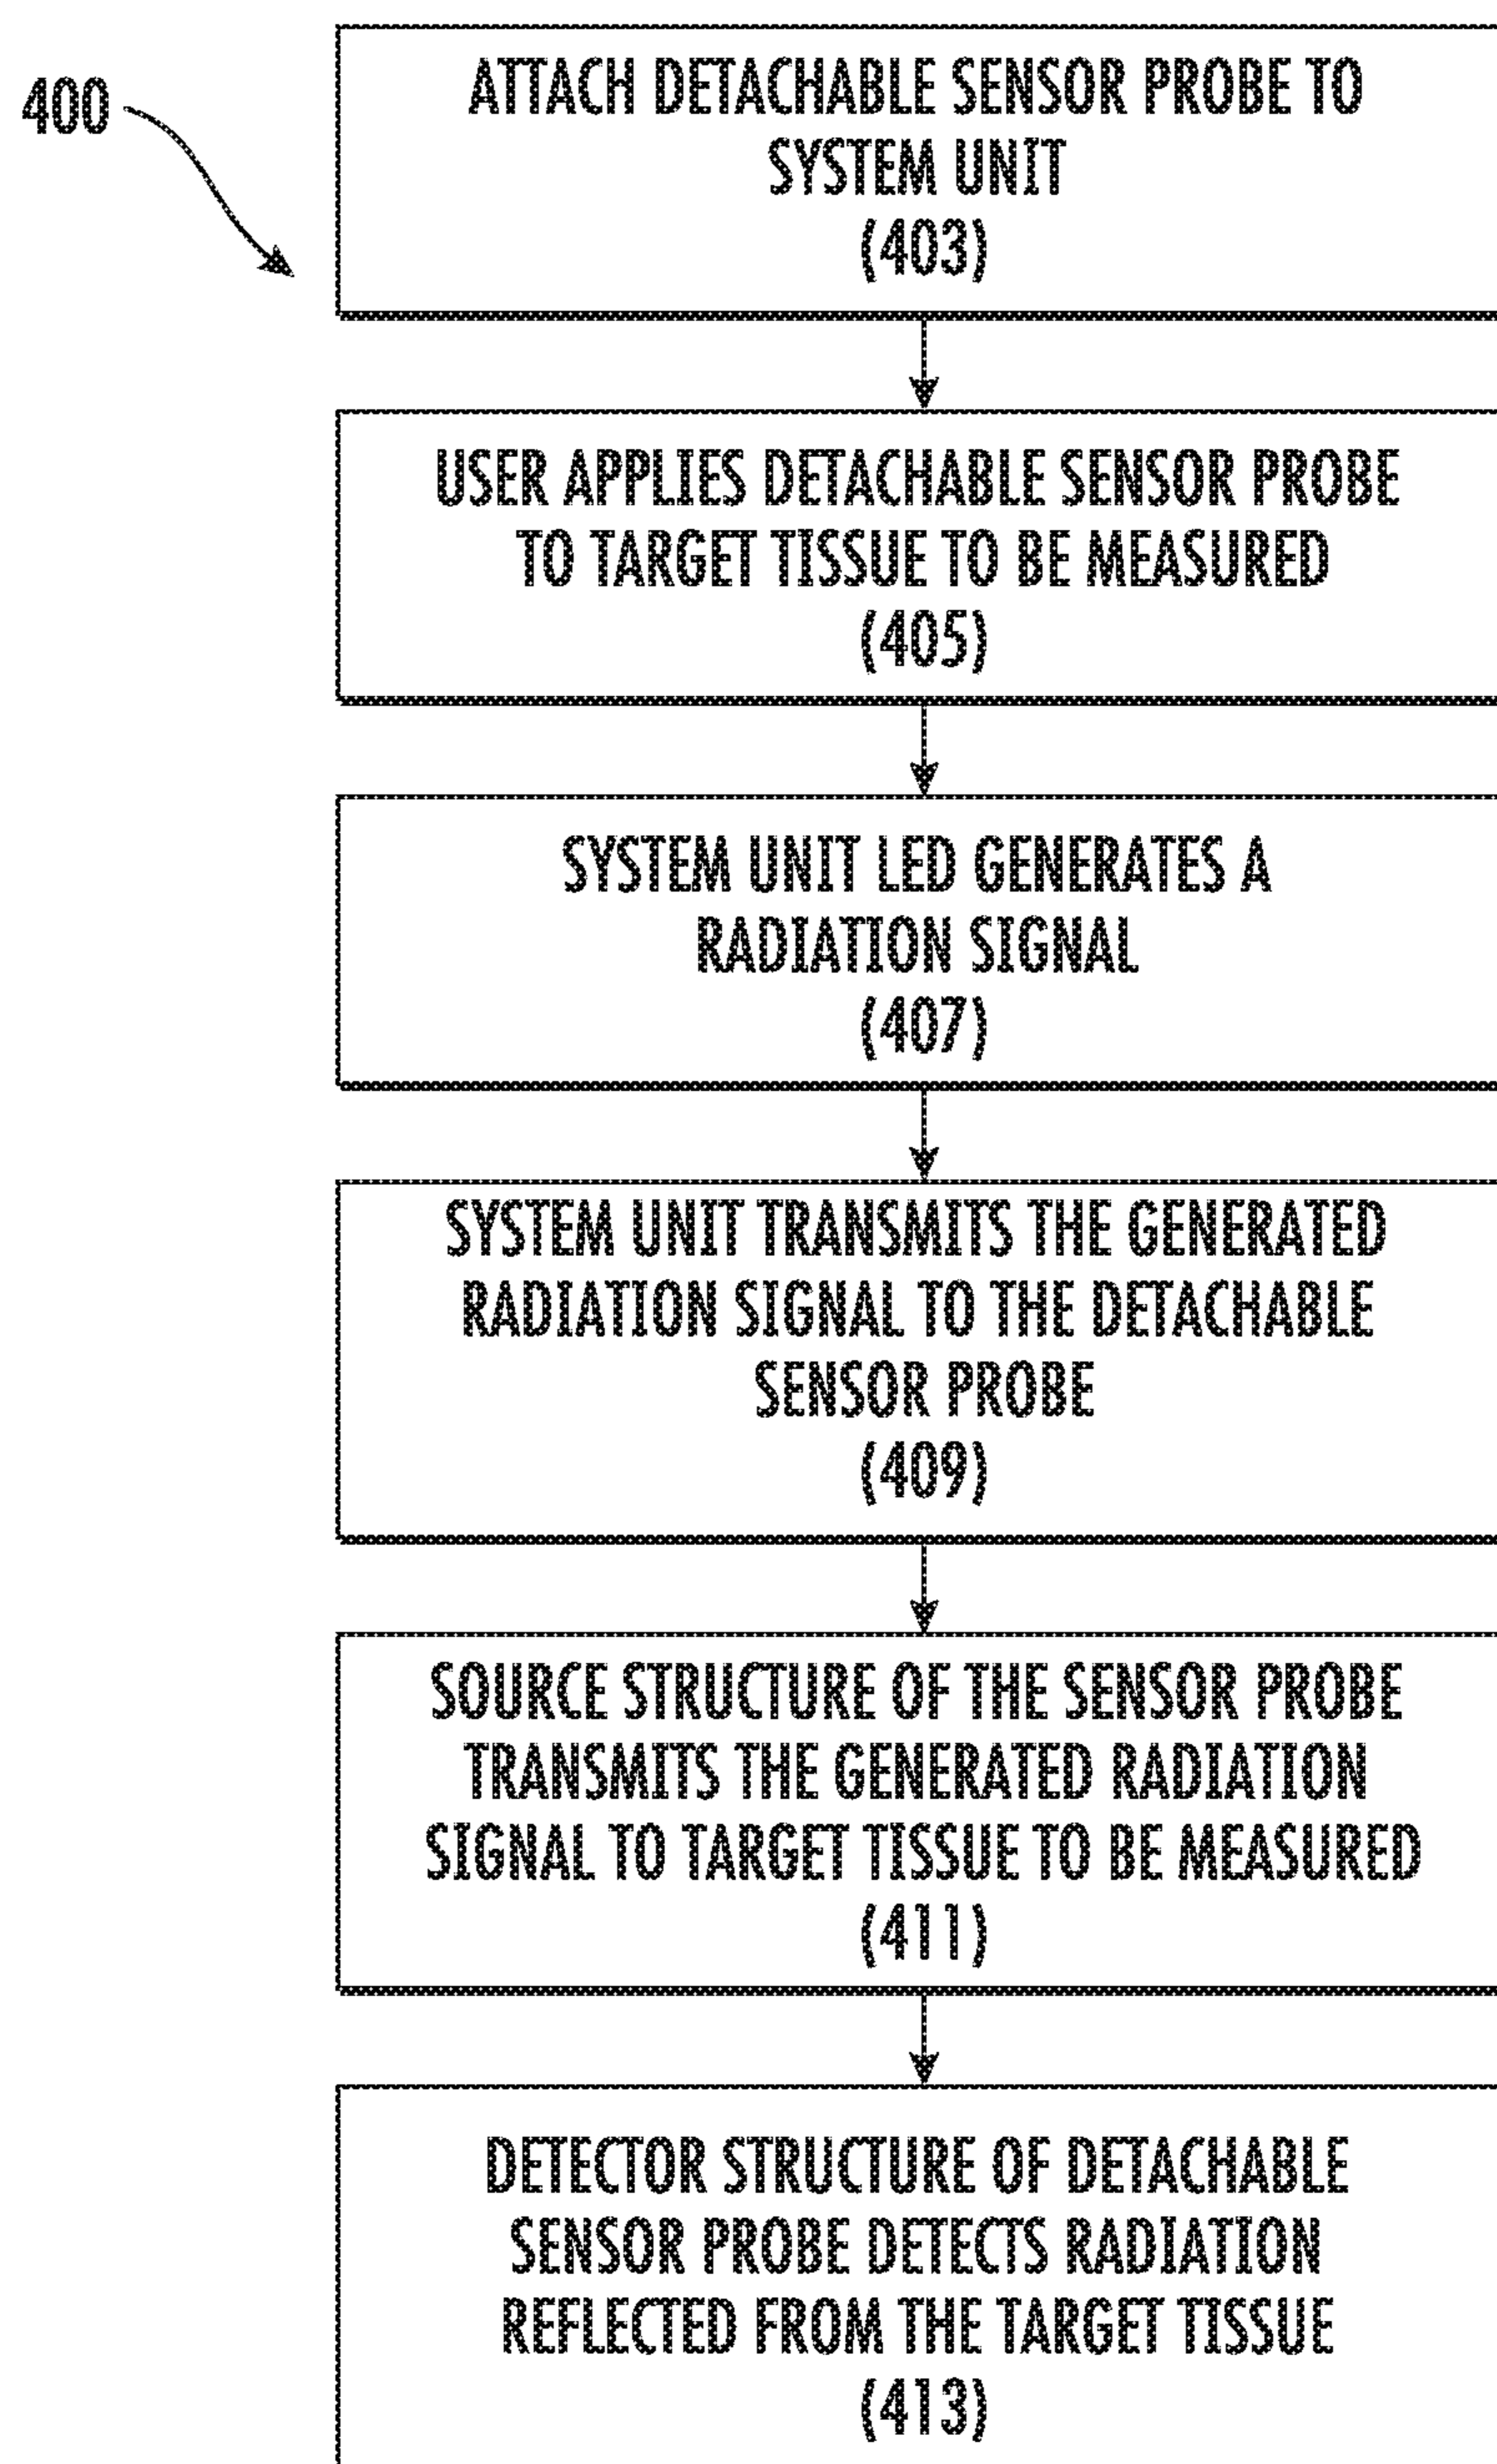 400
ATTACH DETACHABLE SENSOR PROBE TO
SYSTEM UNIT
(403)
USER APPLIES DETACHABLE SENSOR PROBE
TO TARGET TISSUE TO BE MEASURED
(405)
SYSTEM UNIT LED GENERATES A
RADIATION SIGNAL
(407)
SYSTEM UNIT TRANSMITS THE GENERATED
RADIATION SIGNAL TO THE DETACHABLE
SENSOR PROBE
(409)
SOURCE STRUCTURE OF THE SENSOR PROBE
TRANSMITS THE GENERATED RADIATION
SIGNAL TO TARGET TISSUE TO BE MEASURED
(411)
DETECTOR STRUCTURE OF DETACHABLE
SENSOR PROBE DETECTS RADIATION
REFLECTED FROM THE TARGET TISSUE
(413)